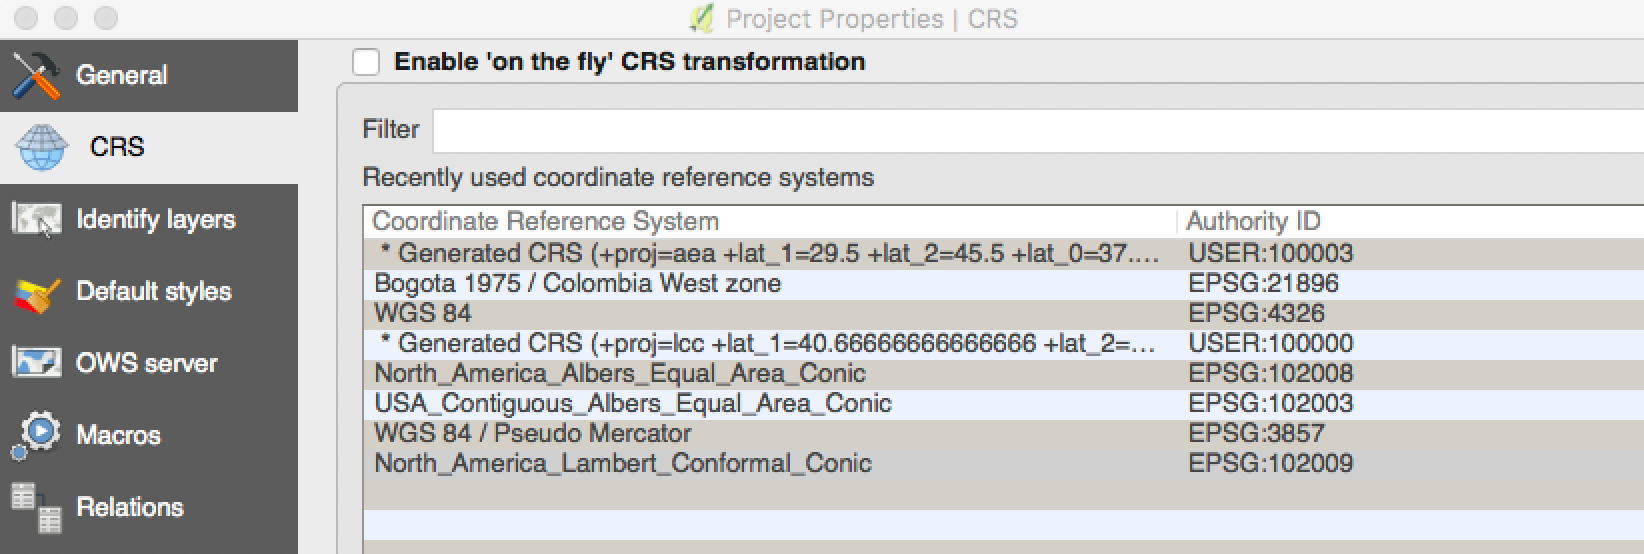 Project Properties | CRS
General
CRS
Identify layers
Default styles
OWS server
Macros
Relations
Enable 'on the fly' CRS transformation
Filter
Recently used coordinate reference systems
Coordinate Reference System Authority ID
* Generated CRS (+proj=aea +lat_1=29.5 +lat_2=45.5 +lat_0=37.... USER:100003
Bogota 1975 / Colombia West zone EPSG:21896
WGS 84 EPSG:4326
* Generated CRS (+proj=lcc +lat_1=40.66666666666666 +lat_2=... USER:100000
North_America_Albers_Equal_Area_Conic EPSG:102008
USA_Contiguous_Albers_Equal_Area_Conic EPSG:102003
WGS 84 / Pseudo Mercator EPSG:3857
North_America_Lambert_Conformal_Conic EPSG:102009